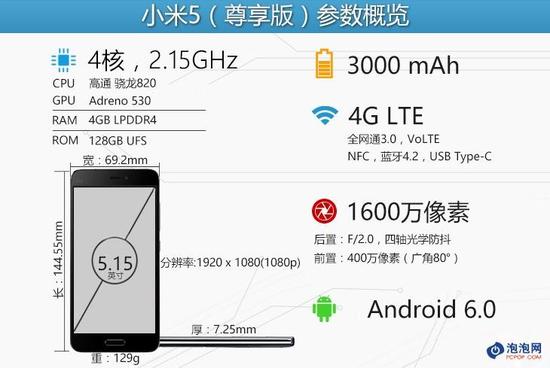 小米5（尊享版）参数概览
4核，2.15GHz
CPU 高通 骁龙820
GPU Adreno 530
RAM 4GB LPDDR4
ROM 128GB UFS
宽：69.2mm
长：144.55mm
5.15
英寸
分辨率:1920 x 1080(1080p)
厚：7.25mm
重：129g
3000 mAh
4G LTE
全网通3.0，VoLTE
NFC，蓝牙4.2，USB Type-C
1600万像素
后置：F/2.0，四轴光学防抖
前置：400万像素（广角80°）
Android 6.0
泡泡网
PCPOP.COM